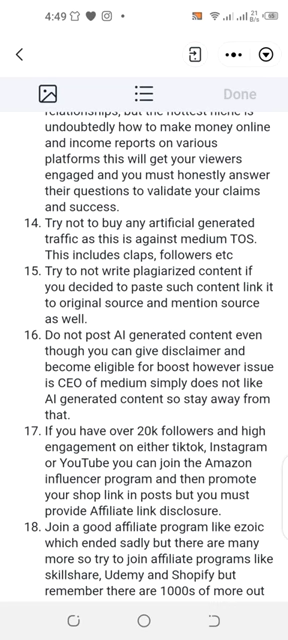 4:49
21
B/s
Done
relationships, but the hottest niche is
undoubtedly how to make money online
and income reports on various
platforms this will get your viewers
engaged and you must honestly answer
their questions to validate your claims
and success.
14. Try not to buy any artificial generated
traffic as this is against medium TOS.
This includes claps, followers etc
15. Try to not write plagiarized content if
you decided to paste such content link it
to original source and mention source
as well.
16. Do not post AI generated content even
though you can give disclaimer and
become eligible for boost however issue
is CEO of medium simply does not like
AI generated content so stay away from
that.
17. If you have over 20k followers and high
engagement on either tiktok, Instagram
or YouTube you can join the Amazon
influencer program and then promote
your shop link in posts but you must
provide Affiliate link disclosure.
18. Join a good affiliate program like ezoic
which ended sadly but there are many
more so try to join affiliate programs like
skillshare, Udemy and Shopify but
remember there are 1000s of more out